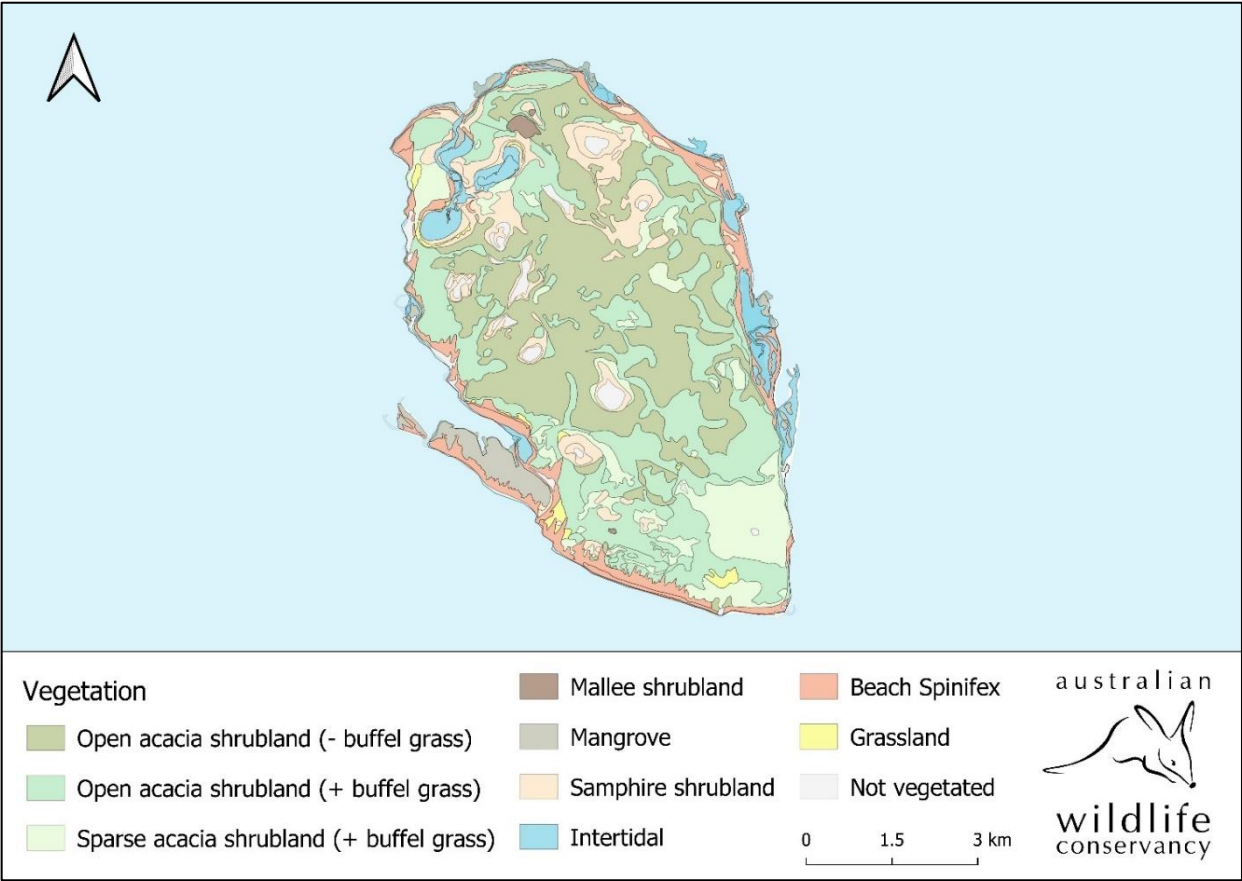 Vegetation
Open acacia shrubland (- buffel grass)
Open acacia shrubland (+ buffel grass)
Sparse acacia shrubland (+ buffel grass)
Mallee shrubland
Mangrove
Samphire shrubland
Intertidal
Beach Spinifex
Grassland
Not vegetated
0 1.5 3 km
australian
wildlife
conservancy